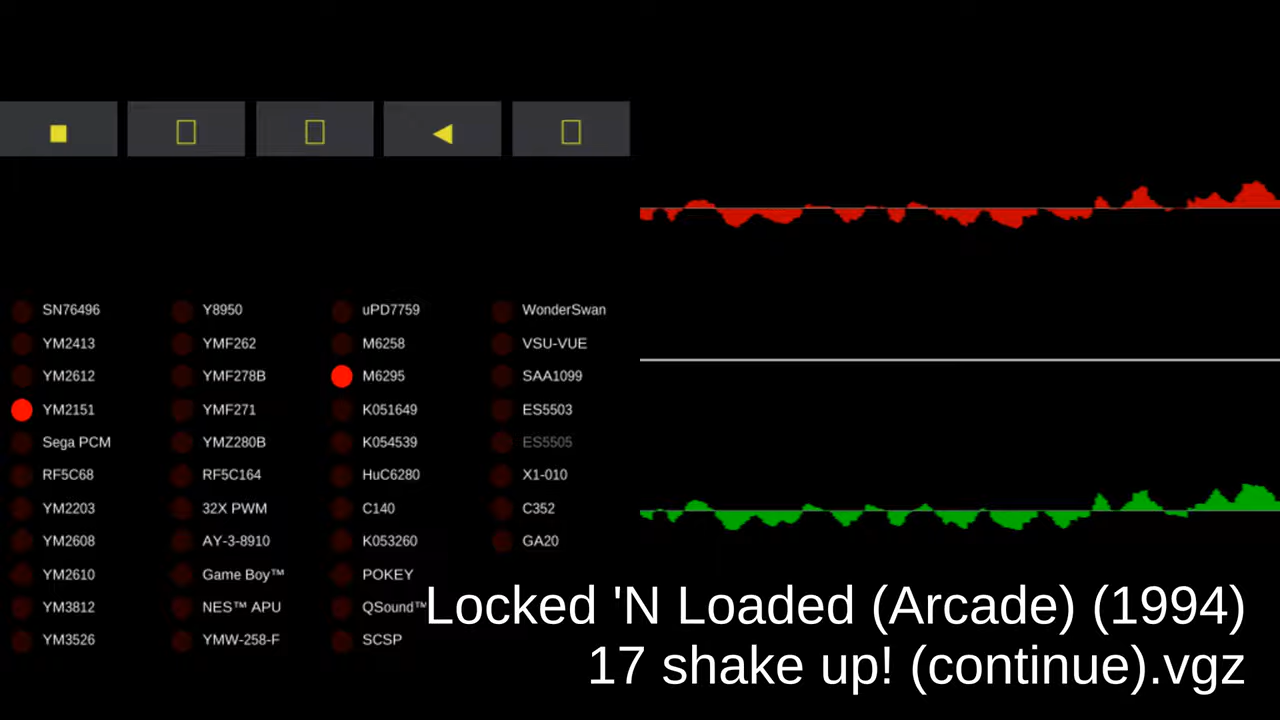 SN76496 Y8950 uPD7759 WonderSwan
YM2413 YMF262 M6258 VSU-VUE
YM2612 YMF278B M6295 SAA1099
YM2151 YMF271 K051649 ES5503
Sega PCM YMZ280B K054539 ES5505
RF5C68 RF5C164 HuC6280 X1-010
YM2203 32X PWM C140 C352
YM2608 AY-3-8910 K053260 GA20
YM2610 Game Boy™ POKEY
YM3812 NES™ APU QSound™
YM3526 YMW-258-F SCSP
Locked 'N Loaded (Arcade) (1994)
17 shake up! (continue).vgz